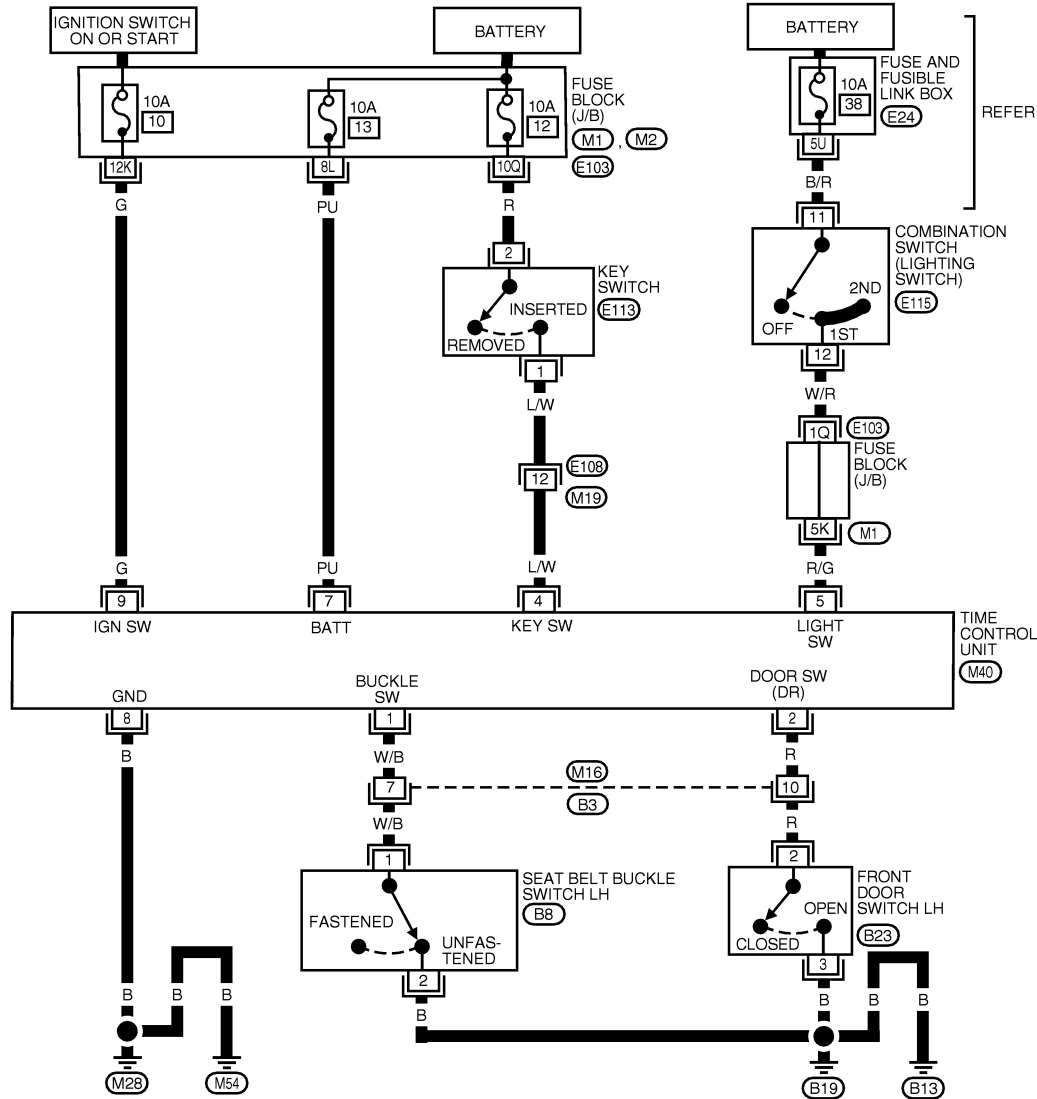 IGNITION SWITCH
ON OR START
BATTERY
BATTERY
10A
10
10A
13
10A
12
FUSE
BLOCK
(J/B)
M1 , M2
E103
10A
38
FUSE AND
FUSIBLE
LINK BOX
E24
REFER
12K
8L
10Q
5U
G
PU
R
B/R
2
11
KEY
SWITCH
E113
INSERTED
REMOVED
COMBINATION
SWITCH
(LIGHTING
SWITCH)
E115
2ND
OFF
1ST
1
12
L/W
W/R
12
E108
M19
1Q
E103
FUSE
BLOCK
(J/B)
5K
M1
G
PU
L/W
R/G
9
7
4
5
IGN SW
BATT
KEY SW
LIGHT
SW
TIME
CONTROL
UNIT
M40
GND
BUCKLE
SW
DOOR SW
(DR)
8
1
2
B
W/B
R
7
M16
B3
10
W/B
R
1
2
SEAT BELT BUCKLE
SWITCH LH
B8
FASTENED
UNFAS-
TENED
FRONT
DOOR
SWITCH LH
B23
OPEN
CLOSED
2
3
B
B
B
B
B
B
B
M28
M54
B19
B13